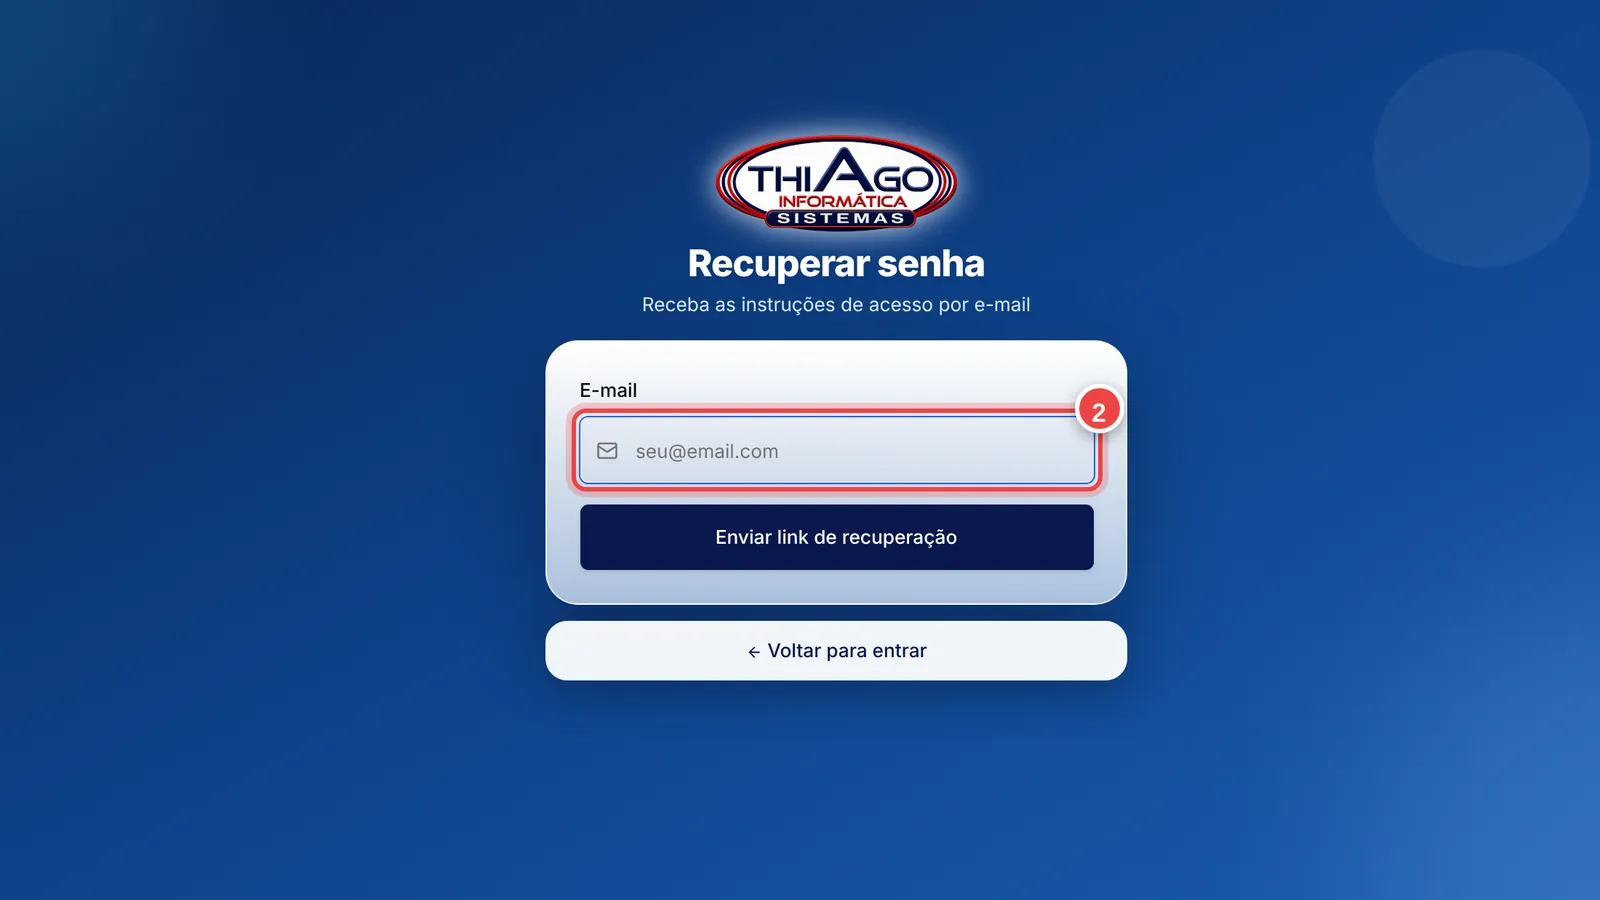 THIAGO
INFORMÁTICA
SISTEMAS
Recuperar senha
Receba as instruções de acesso por e-mail
E-mail
2
seu@email.com
Enviar link de recuperação
← Voltar para entrar